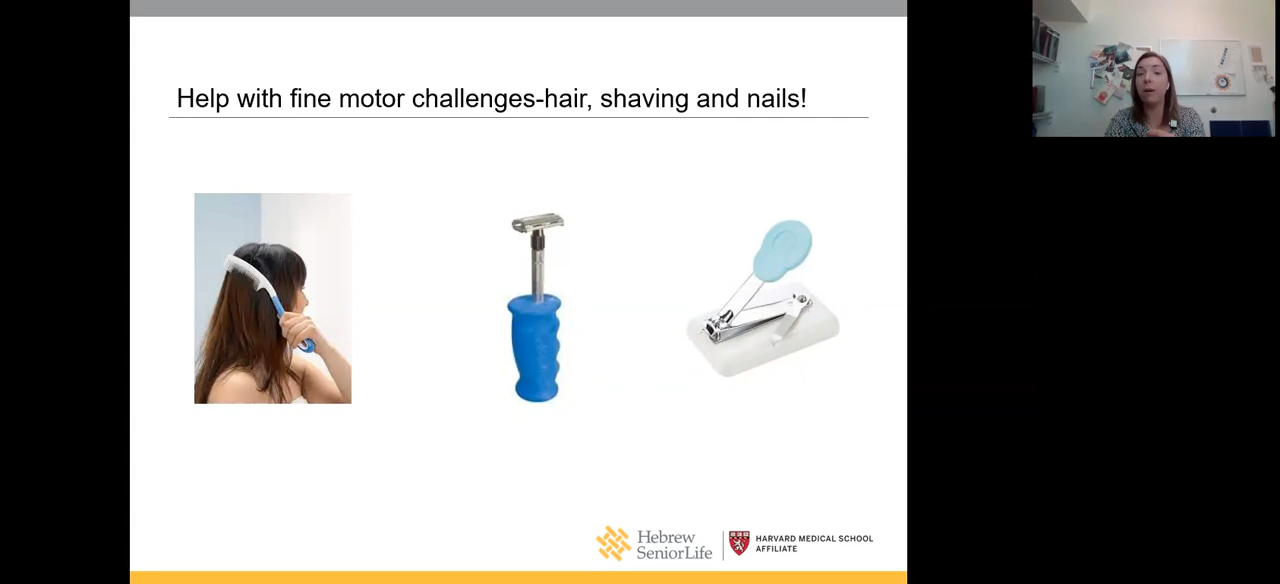 Help with fine motor challenges-hair, shaving and nails!
Hebrew
SeniorLife
HARVARD MEDICAL SCHOOL
AFFILIATE